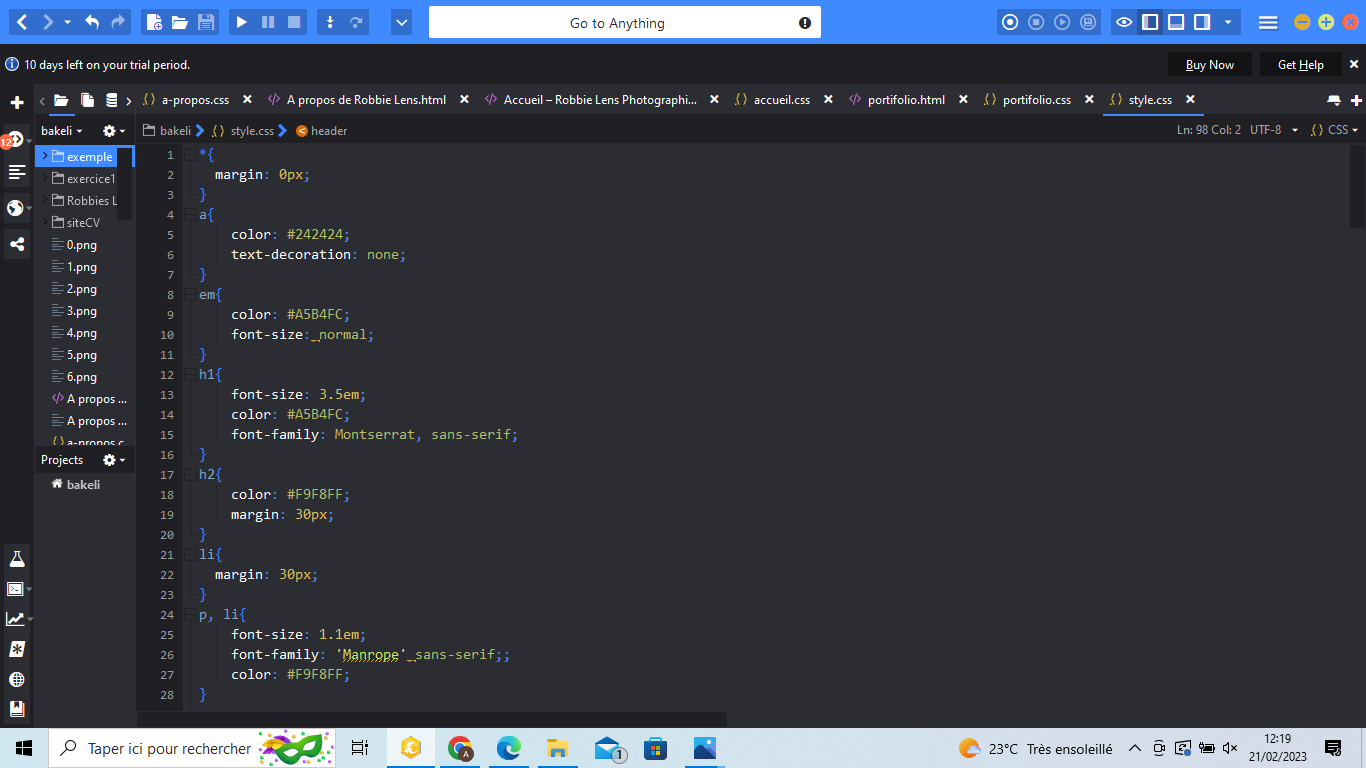 Go to Anything
10 days left on your trial period.
Buy Now
Get Help
a-propos.css
A propos de Robbie Lens.html
Accueil – Robbie Lens Photographi...
accueil.css
portifolio.html
portifolio.css
style.css
bakeli
bakeli
style.css
header
Ln: 98 Col: 2
UTF-8
CSS
12
exemple
exercice1
Robbies L
siteCV
0.png
1.png
2.png
3.png
4.png
5.png
6.png
A propos ...
A propos ...
a-propos.c
Projects
bakeli
1 *{
2 margin: 0px;
3 }
4 a{
5 color: #242424;
6 text-decoration: none;
7 }
8 em{
9 color: #A5B4FC;
10 font-size: normal;
11 }
12 h1{
13 font-size: 3.5em;
14 color: #A5B4FC;
15 font-family: Montserrat, sans-serif;
16 }
17 h2{
18 color: #F9F8FF;
19 margin: 30px;
20 }
21 li{
22 margin: 30px;
23 }
24 p, li{
25 font-size: 1.1em;
26 font-family: 'Manrope' sans-serif;;
27 color: #F9F8FF;
28 }
Taper ici pour rechercher
A
1
23°C Très ensoleillé
12:19
21/02/2023